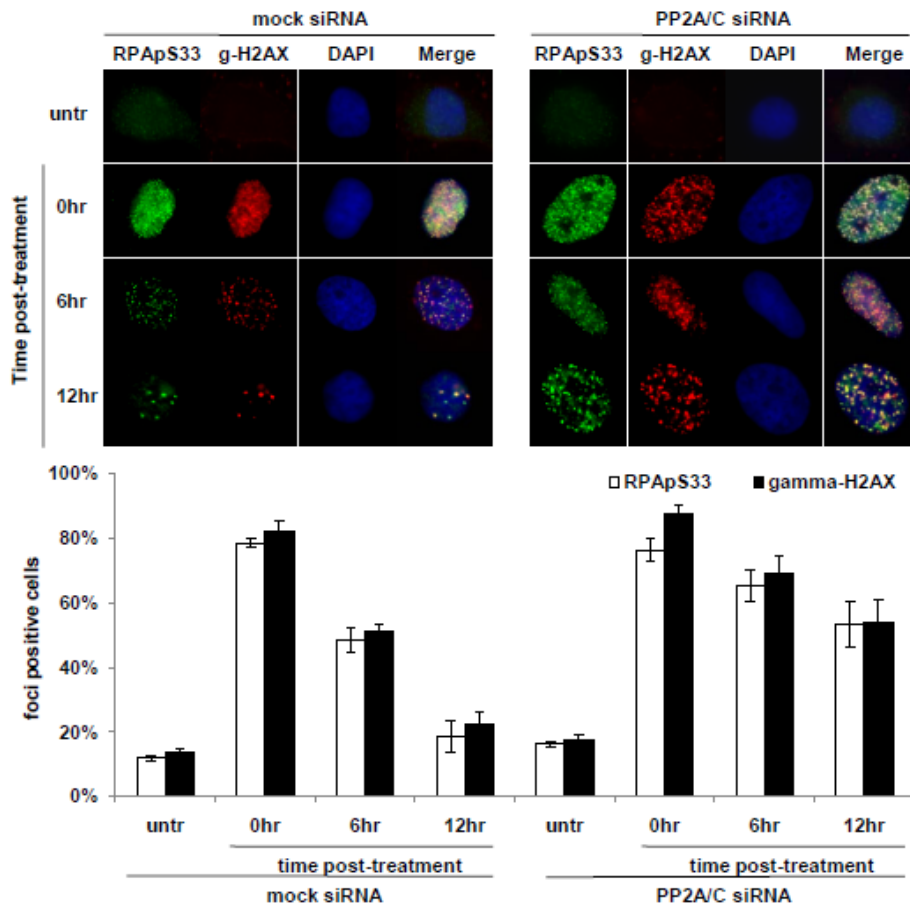 mock siRNA PP2A/C siRNA
RPApS33 g-H2AX DAPI Merge RPApS33 g-H2AX DAPI Merge
untr
0hr
6hr
12hr
Time post-treatment
100%
80%
60%
40%
20%
0%
foci positive cells
RPApS33 gamma-H2AX
untr 0hr 6hr 12hr untr 0hr 6hr 12hr
time post-treatment time post-treatment
mock siRNA PP2A/C siRNA